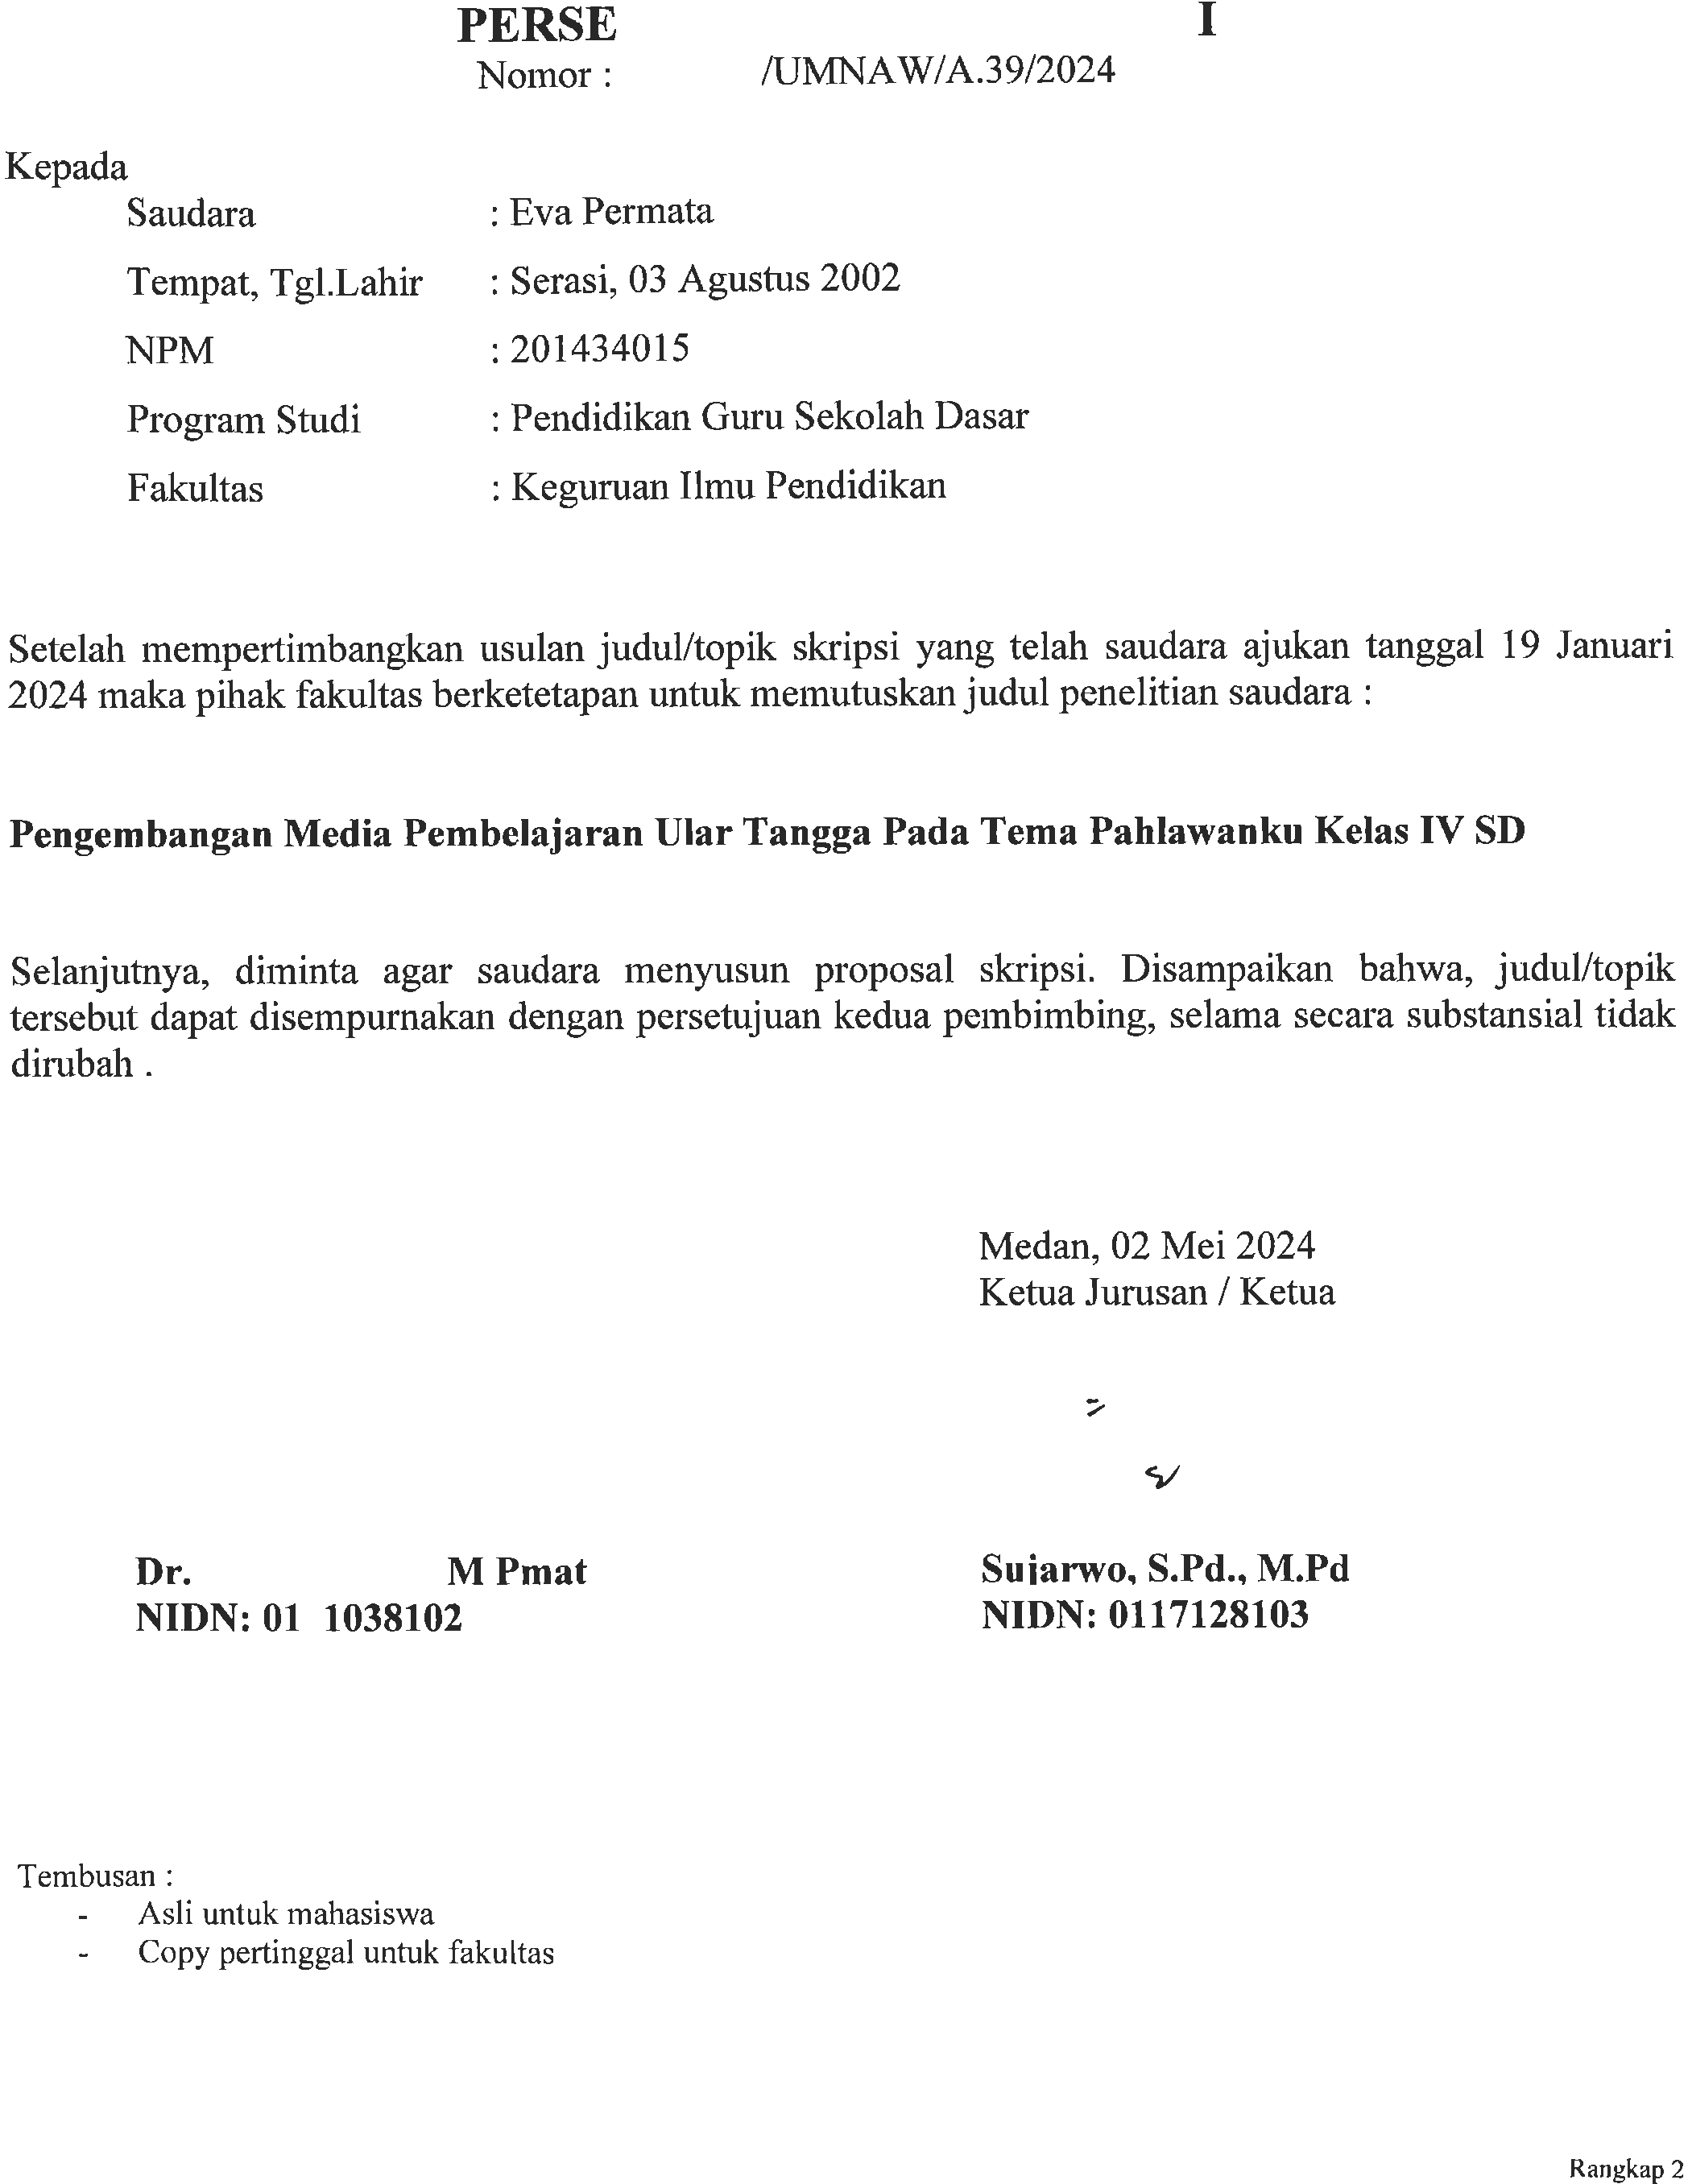 PERSE I
Nomor : /UMNAW/A.39/2024
Kepada
Saudara : Eva Permata
Tempat, Tgl.Lahir : Serasi, 03 Agustus 2002
NPM : 201434015
Program Studi : Pendidikan Guru Sekolah Dasar
Fakultas : Keguruan Ilmu Pendidikan
Setelah mempertimbangkan usulan judul/topik skripsi yang telah saudara ajukan tanggal 19 Januari
2024 maka pihak fakultas berketetapan untuk memutuskan judul penelitian saudara :
Pengembangan Media Pembelajaran Ular Tangga Pada Tema Pahlawanku Kelas IV SD
Selanjutnya, diminta agar saudara menyusun proposal skripsi. Disampaikan bahwa, judul/topik
tersebut dapat disempurnakan dengan persetujuan kedua pembimbing, selama secara substansial tidak
dirubah .
Medan, 02 Mei 2024
Ketua Jurusan / Ketua
Dr. M Pmat Suiarwo, S.Pd., M.Pd
NIDN: 01 1038102 NIDN: 0117128103
Tembusan :
- Asli untuk mahasiswa
- Copy pertinggal untuk fakultas
Rangkap 2